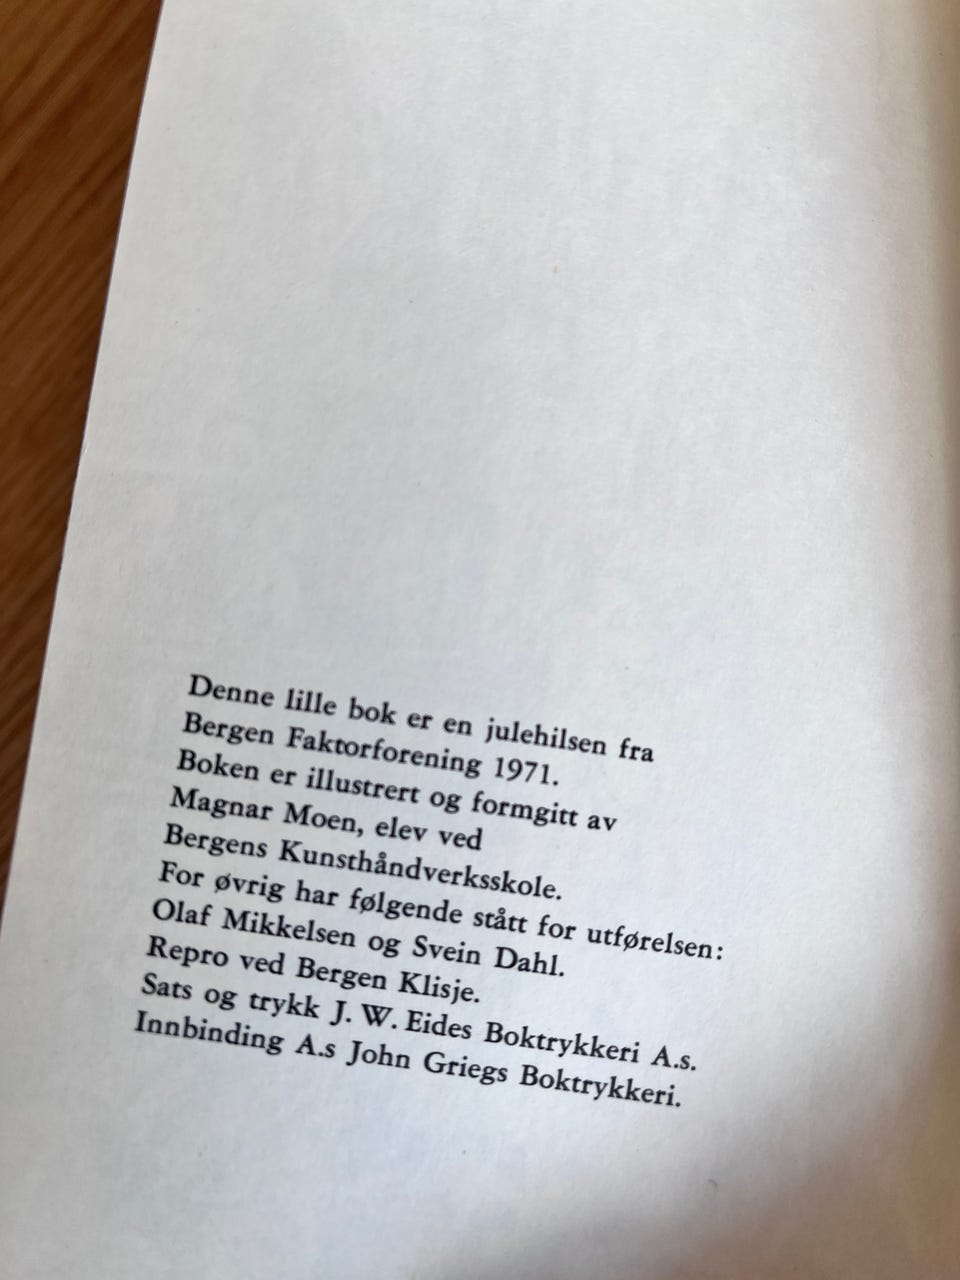 Denne lille bok er en julehilsen fra
Bergen Faktorforening 1971.
Boken er illustrert og formgitt av
Magnar Moen, elev ved
Bergens Kunsthåndverksskole.
For øvrig har følgende stått for utførelsen:
Olaf Mikkelsen og Svein Dahl.
Repro ved Bergen Klisje.
Sats og trykk J. W. Eides Boktrykkeri A.s.
Innbinding A.s John Griegs Boktrykkeri.